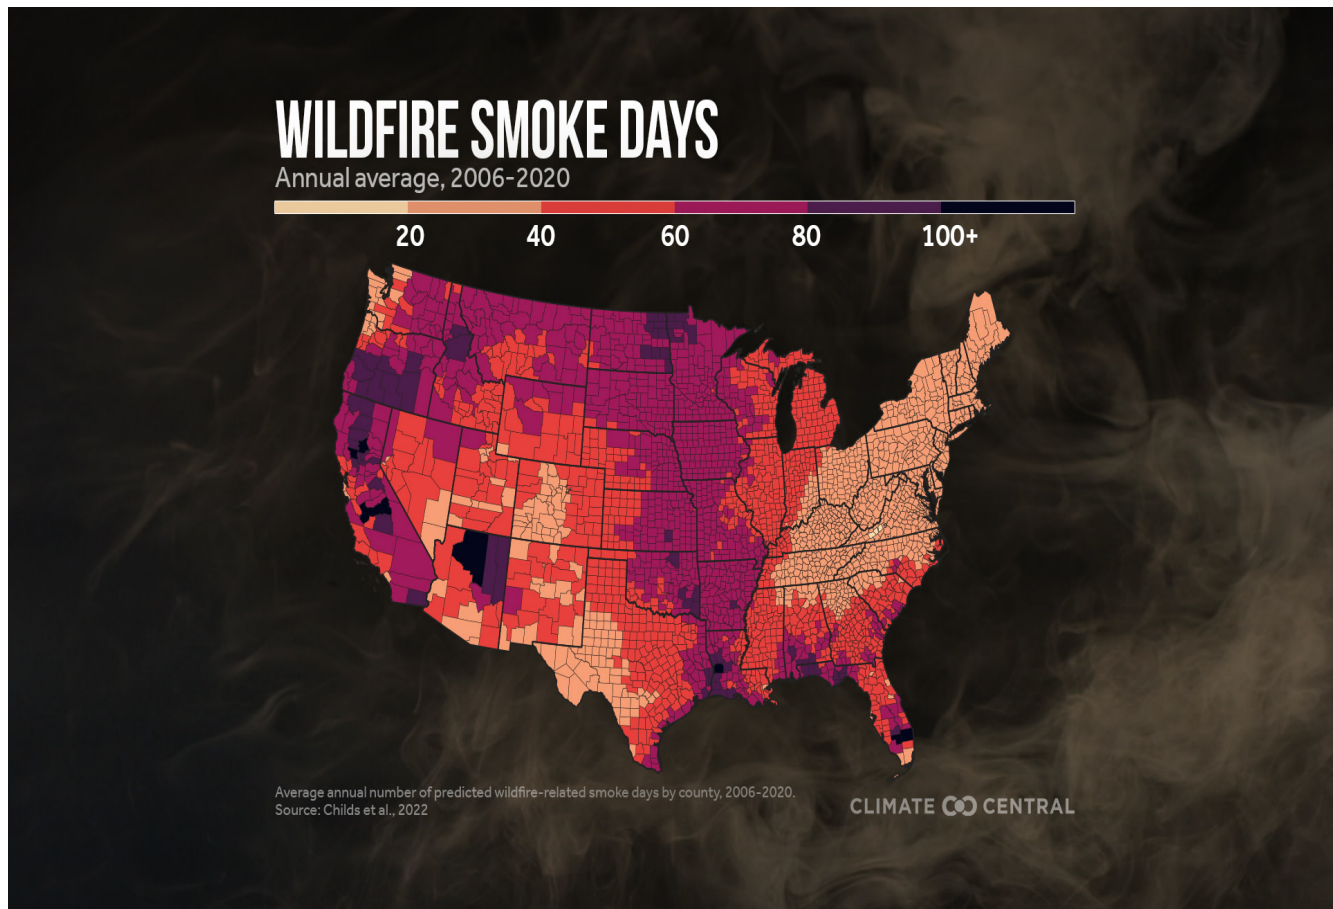 WILDFIRE SMOKE DAYS
Annual average, 2006-2020
20 40 60 80 100+
Average annual number of predicted wildfire-related smoke days by county, 2006-2020.
Source: Childs et al., 2022
CLIMATE CENTRAL